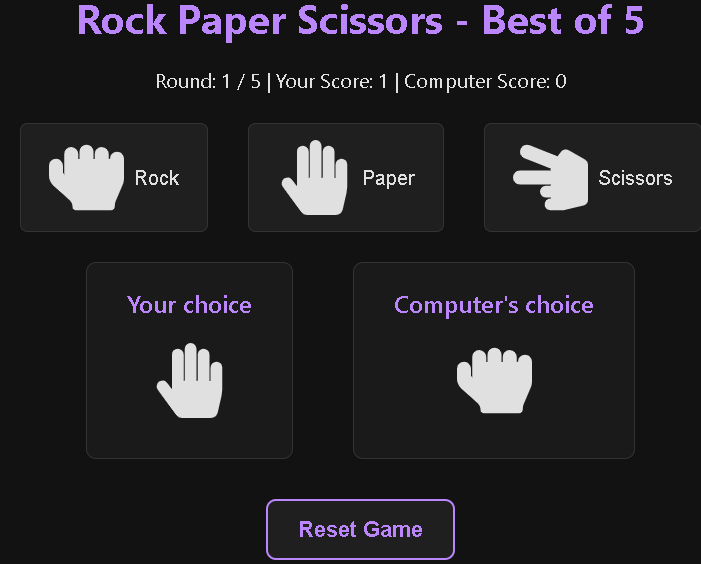 Rock Paper Scissors - Best of 5
Round: 1 / 5 | Your Score: 1 | Computer Score: 0
Rock
Paper
Scissors
Your choice
Computer's choice
Reset Game